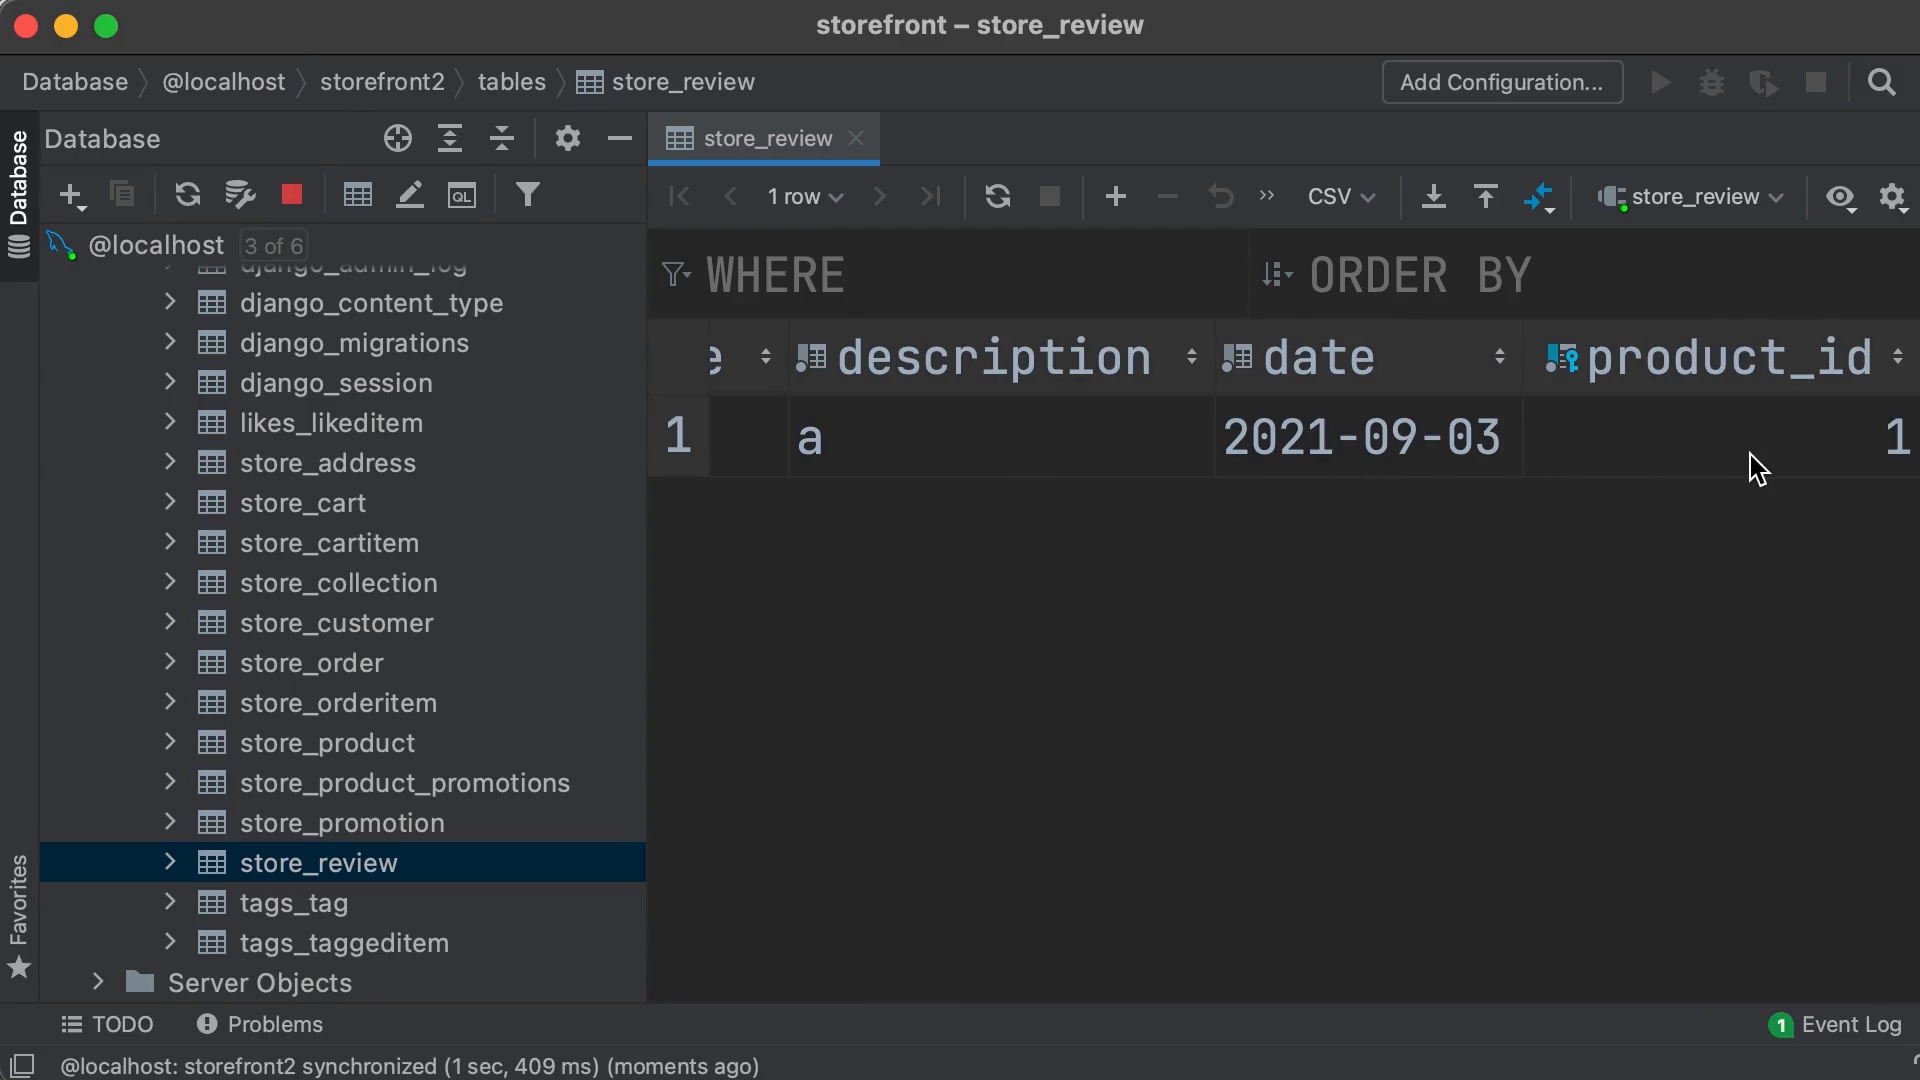 storefront – store_review
Database
@localhost
storefront2
tables
store_review
Add Configuration...
Database
Database
store_review
1 row
CSV
store_review
@localhost 3 of 6
WHERE
ORDER BY
django_admin_log
django_content_type
django_migrations
django_session
likes_likeditem
store_address
store_cart
store_cartitem
store_collection
store_customer
store_order
store_orderitem
store_product
store_product_promotions
store_promotion
store_review
tags_tag
tags_taggeditem
Server Objects
e description date product_id
1 a 2021-09-03 1
Favorites
TODO
Problems
1 Event Log
@localhost: storefront2 synchronized (1 sec, 409 ms) (moments ago)